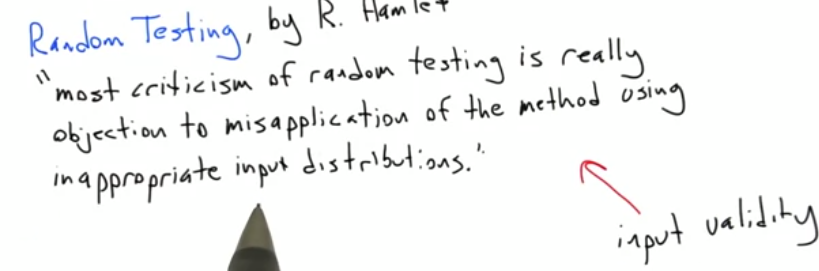 Random Testing, by R. Hamlet
"most criticism of random testing is really
objection to misapplication of the method using
inappropriate input distributions."
input validity